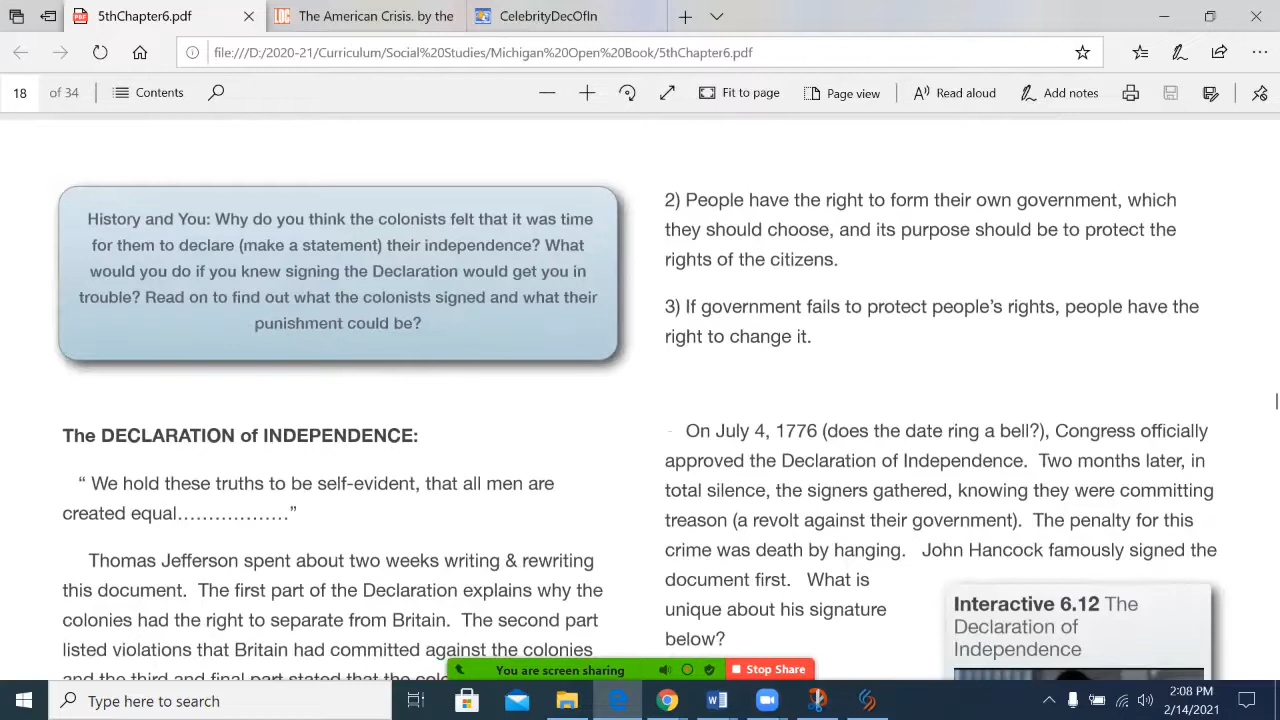 5thChapter6.pdf
The American Crisis. by the
CelebrityDecOfIn
file:///D:/2020-21/Curriculum/Social%20Studies/Michigan%20Open%20Book/5thChapter6.pdf
18 of 34
Contents
Fit to page
Page view
Read aloud
Add notes
History and You: Why do you think the colonists felt that it was time
for them to declare (make a statement) their independence? What
would you do if you knew signing the Declaration would get you in
trouble? Read on to find out what the colonists signed and what their
punishment could be?
The DECLARATION of INDEPENDENCE:
“ We hold these truths to be self-evident, that all men are
created equal………………”
Thomas Jefferson spent about two weeks writing & rewriting
this document. The first part of the Declaration explains why the
colonies had the right to separate from Britain. The second part
listed violations that Britain had committed against the colonies
and the third and final part stated that the
2) People have the right to form their own government, which
they should choose, and its purpose should be to protect the
rights of the citizens.
3) If government fails to protect people’s rights, people have the
right to change it.
On July 4, 1776 (does the date ring a bell?), Congress officially
approved the Declaration of Independence. Two months later, in
total silence, the signers gathered, knowing they were committing
treason (a revolt against their government). The penalty for this
crime was death by hanging. John Hancock famously signed the
document first. What is
unique about his signature
below?
Interactive 6.12 The
Declaration of
Independence
You are screen sharing
Stop Share
Type here to search
2:08 PM
2/14/2021